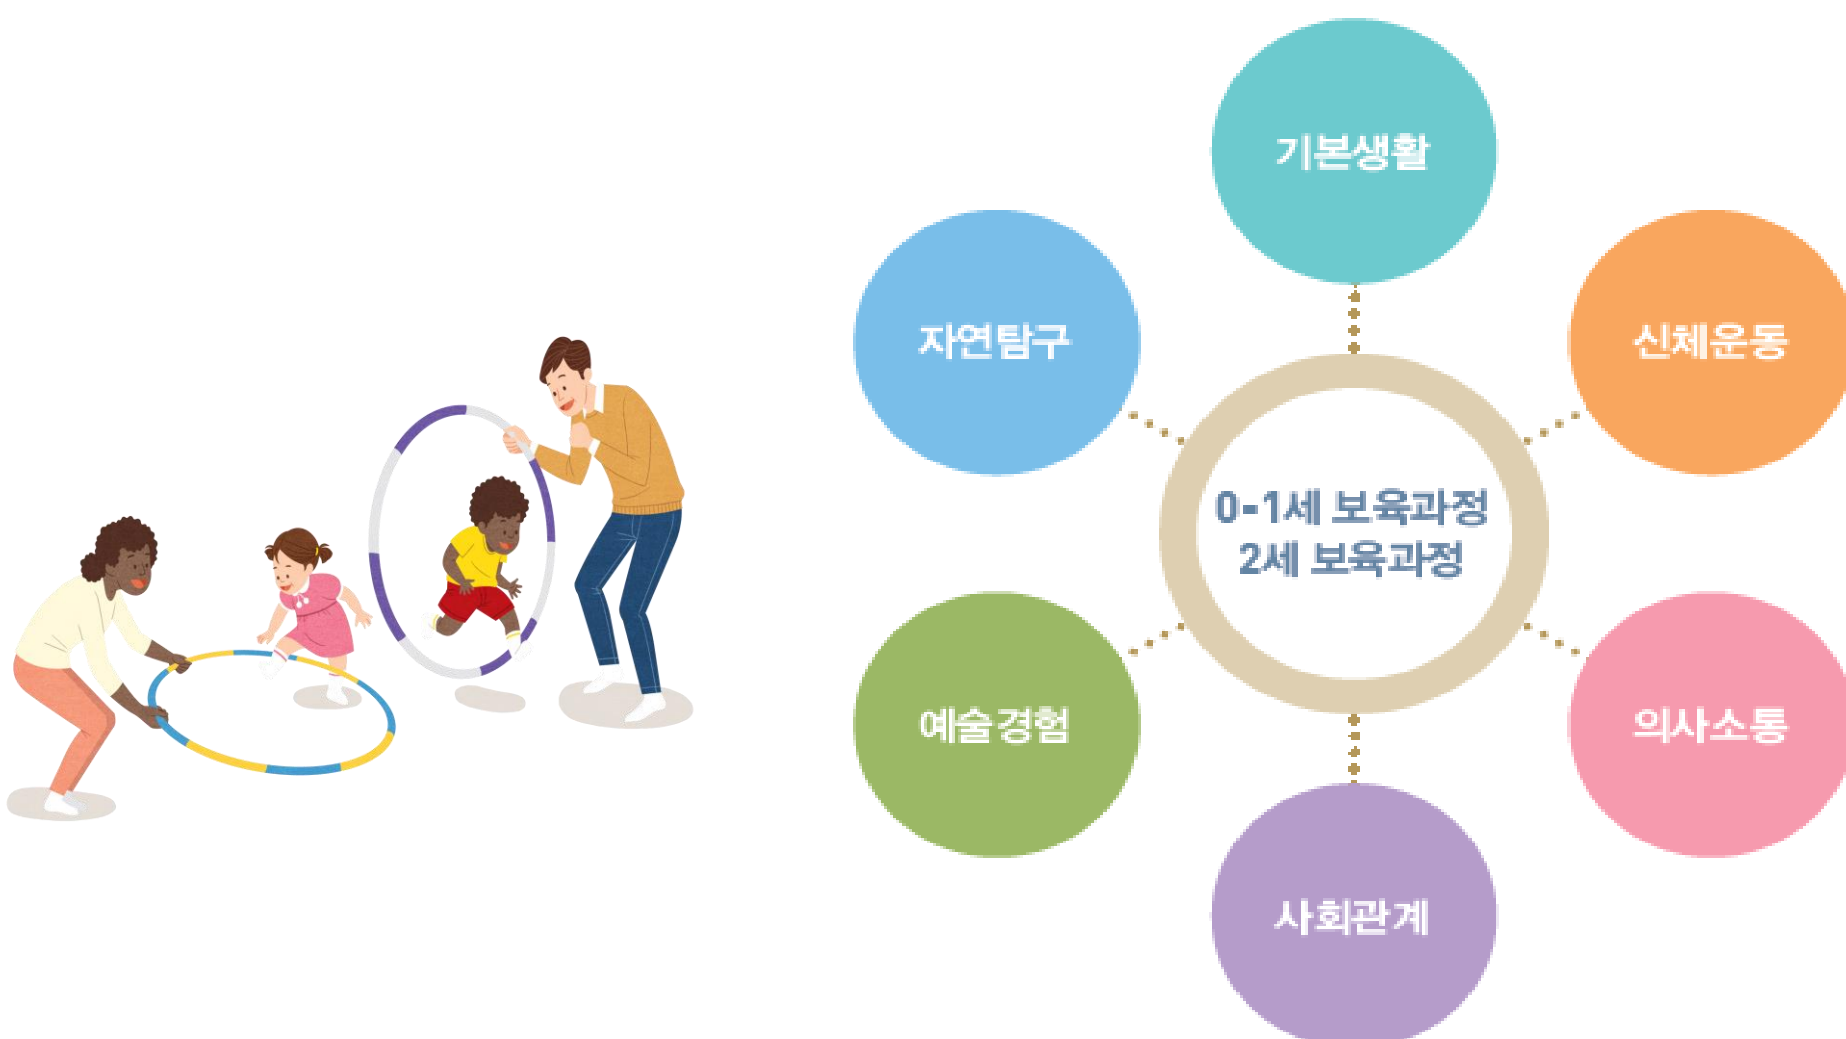 기본생활
자연탐구
신체운동
0-1세 보육과정
2세 보육과정
예술경험
의사소통
사회관계